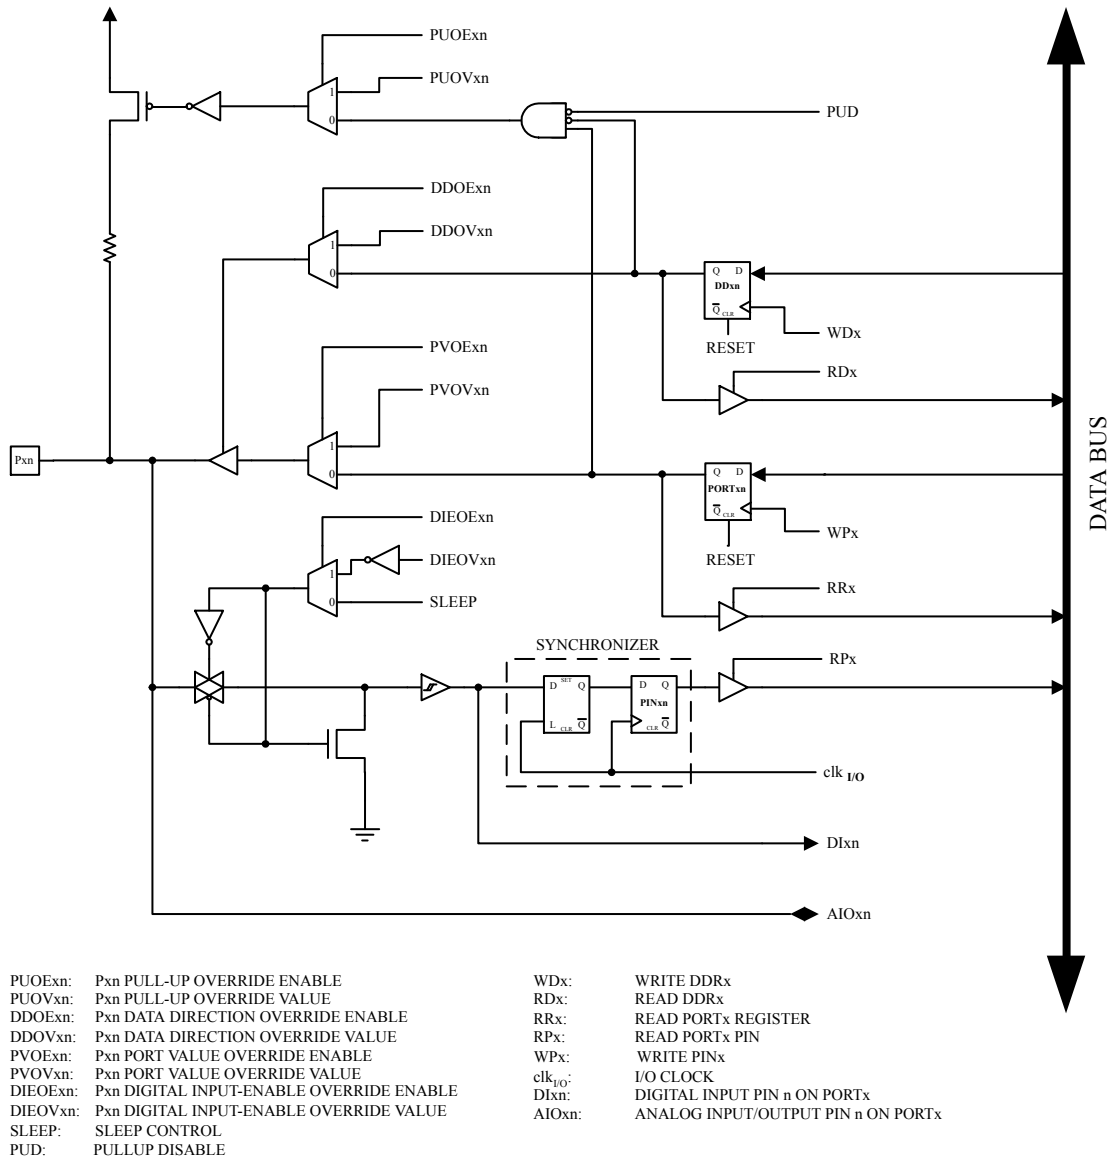 PUOExn
PUOVxn
1
0
PUD
DDOExn
DDOVxn
1
0
Q D
DDxn
Q CLR
WDx
RESET
PVOExn
RDx
PVOVxn
1
0
Pxn
Q D
PORTxn
Q CLR
WPx
RESET
DIEOExn
DIEOVxn
1
0
SLEEP
RRx
SYNCHRONIZER
RPx
D SET Q
L CLR Q
D Q
PINxn
CLR Q
clk I/O
DIxn
AIOxn
DATA BUS
PUOExn: Pxn PULL-UP OVERRIDE ENABLE
PUOVxn: Pxn PULL-UP OVERRIDE VALUE
DDOExn: Pxn DATA DIRECTION OVERRIDE ENABLE
DDOVxn: Pxn DATA DIRECTION OVERRIDE VALUE
PVOExn: Pxn PORT VALUE OVERRIDE ENABLE
PVOVxn: Pxn PORT VALUE OVERRIDE VALUE
DIEOExn: Pxn DIGITAL INPUT-ENABLE OVERRIDE ENABLE
DIEOVxn: Pxn DIGITAL INPUT-ENABLE OVERRIDE VALUE
SLEEP: SLEEP CONTROL
PUD: PULLUP DISABLE
WDx: WRITE DDRx
RDx: READ DDRx
RRx: READ PORTx REGISTER
RPx: READ PORTx PIN
WPx: WRITE PINx
clkI/O: I/O CLOCK
DIxn: DIGITAL INPUT PIN n ON PORTx
AIOxn: ANALOG INPUT/OUTPUT PIN n ON PORTx